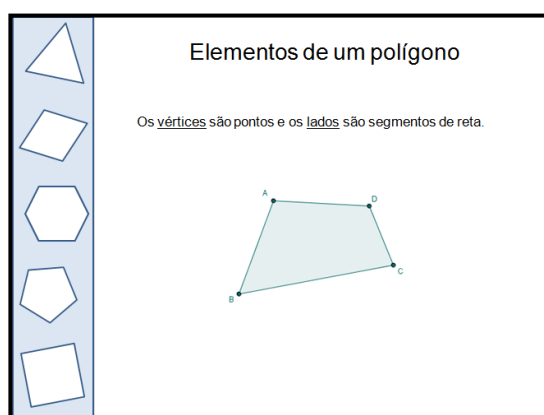 Elementos de um polígono
Os vértices são pontos e os lados são segmentos de reta.
A
D
C
B